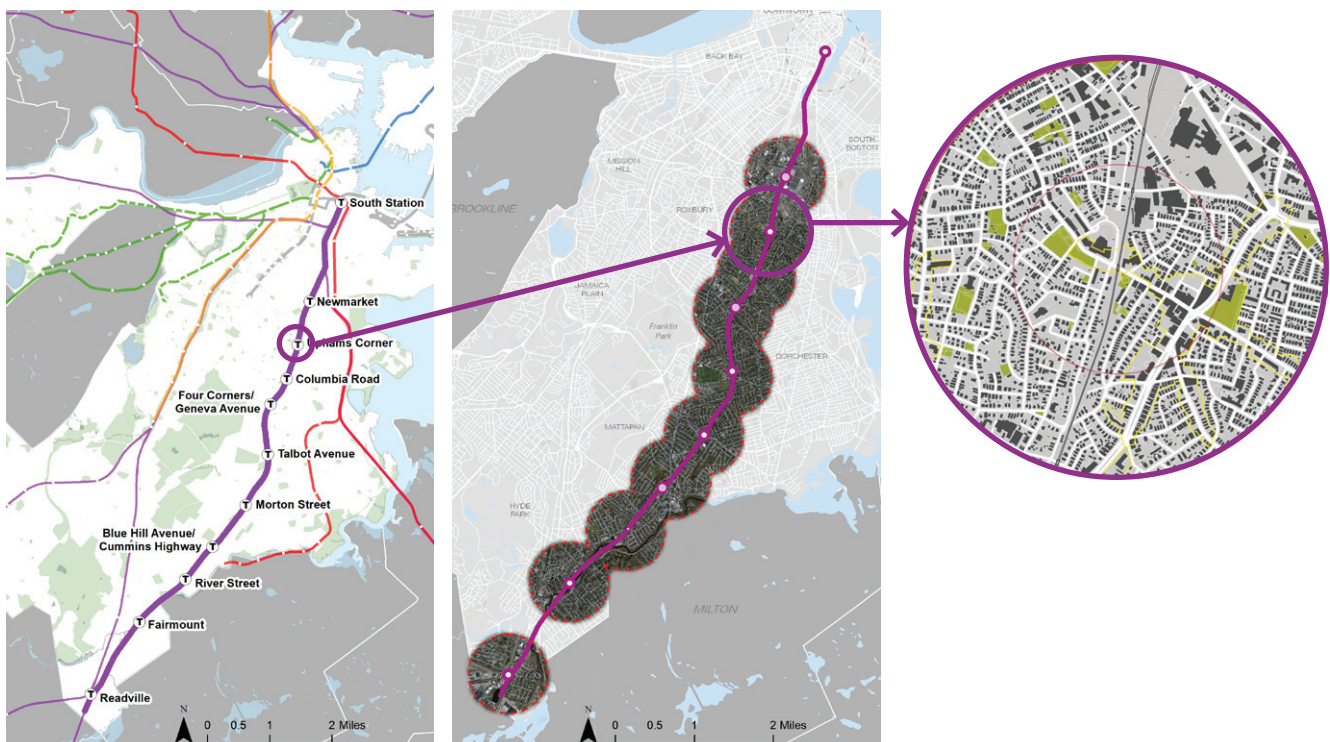 South Station
T Newmarket
T Uphams Corner
T Columbia Road
Four Corners/
Geneva Avenue T
T Talbot Avenue
T Morton Street
Blue Hill Avenue/
Cummins Highway T
T River Street
T Fairmount
T Readville
N
0 0.5 1 2 Miles
DOWNTOWN
BACK BAY
SOUTH
BOSTON
MISSION
HILL
ROXBURY
BROOKLINE
JAMAICA
PLAIN
Franklin
Park
DORCHESTER
MATTAPAN
HYDE
PARK
MILTON
N
0 0.5 1 2 Miles